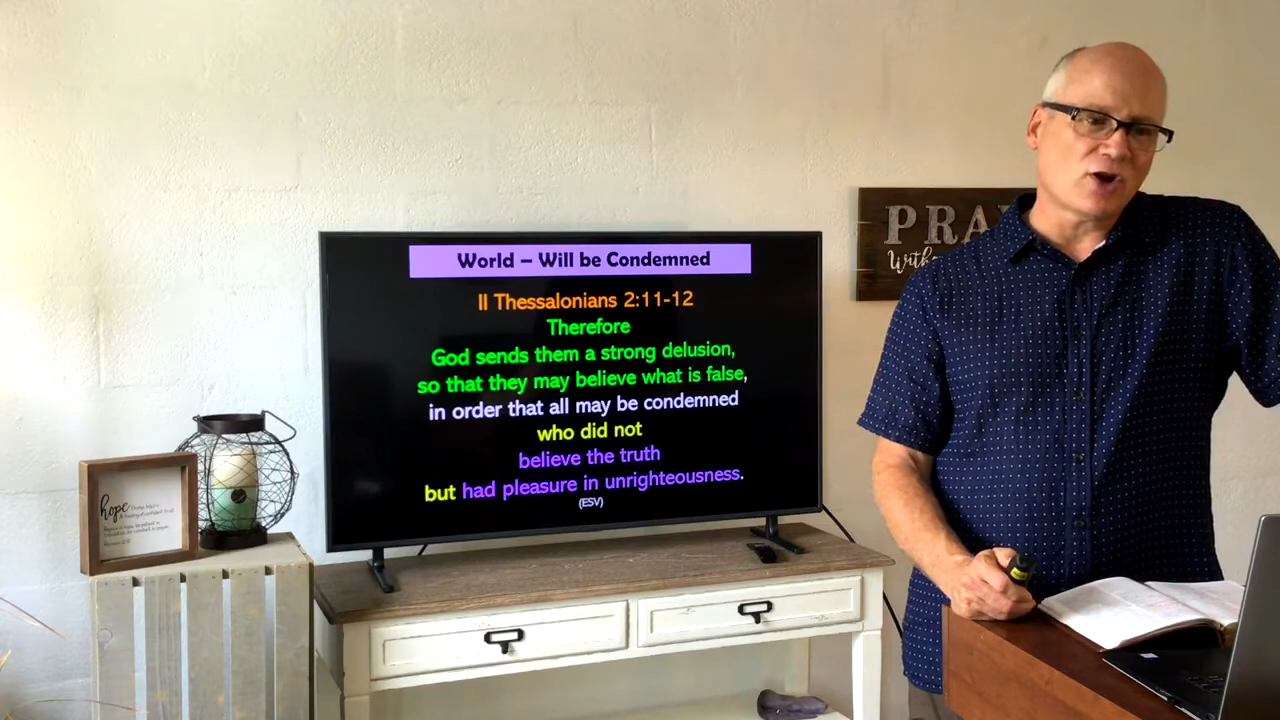 World – Will be Condemned
II Thessalonians 2:11-12
Therefore
God sends them a strong delusion,
so that they may believe what is false,
in order that all may be condemned
who did not
believe the truth
but had pleasure in unrighteousness.
(ESV)
PRA
hope